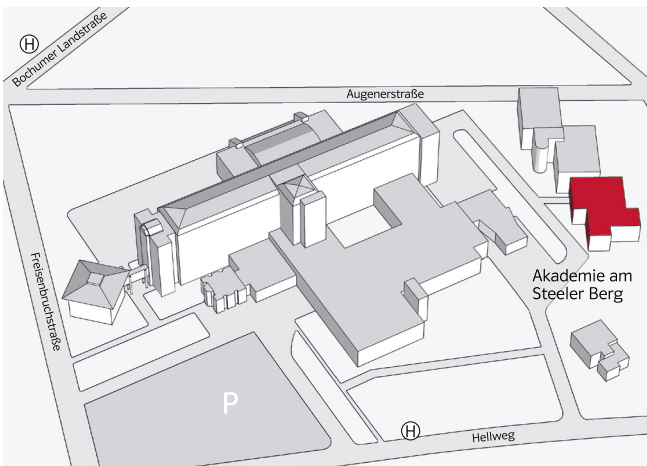 H
Bochumer Landstraße
Augenerstraße
Freisenbruchstraße
Akademie am
Steeler Berg
P
H
Hellweg